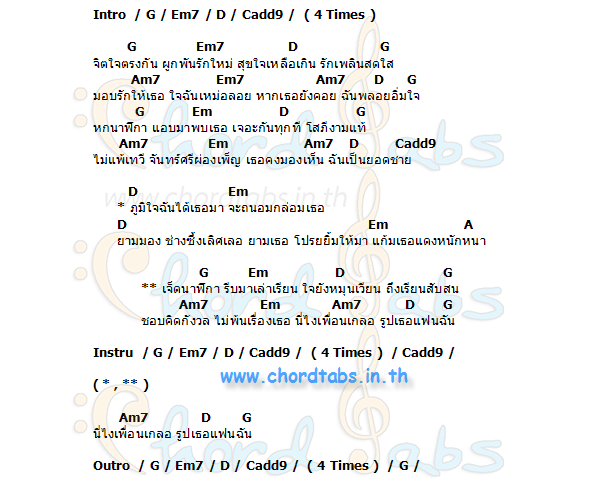 Intro / G / Em7 / D / Cadd9 / ( 4 Times )
G Em7 D G
จิตใจตรงกัน ผูกพันรักใหม่ สุขใจเหลือเกิน รักเพลินสดใส
Am7 Em7 Am7 D G
มอบรักให้เธอ ใจฉันเหม่อลอย หากเธอยังคอย ฉันพลอยอิ่มใจ
G Em D G
หกนาฬิกา แอบมาพบเธอ เจอะกันทุกที โสภีงามแท้
Am7 Em Am7 D Cadd9
ไม่แพ้เทวี จันทร์ศรีผ่องเพ็ญ เธอคงมองเห็น ฉันเป็นยอดชาย
www.chordtabs.in.th
D Em
* ภูมิใจฉันได้เธอมา จะถนอมกล่อมเธอ
D Em A
ยามมอง ช่างซึ้งเลิศเลอ ยามเธอ โปรยยิ้มให้มา แก้มเธอแดงหนักหนา
G Em D G
** เจ็ดนาฬิกา รีบมาเล่าเรียน ใจยังหมุนเวียน ถึงเรียนสับสน
Am7 Em Am7 D G
ชอบคิดกังวล ไม่พ้นเรื่องเธอ นี่ไงเพื่อนเกลอ รูปเธอแฟนฉัน
Instru / G / Em7 / D / Cadd9 / ( 4 Times ) / Cadd9 /
www.chordtabs.in.th
( * , ** )
Am7 D G
นี่ไงเพื่อนเกลอ รูปเธอแฟนฉัน
Outro / G / Em7 / D / Cadd9 / ( 4 Times ) / G /